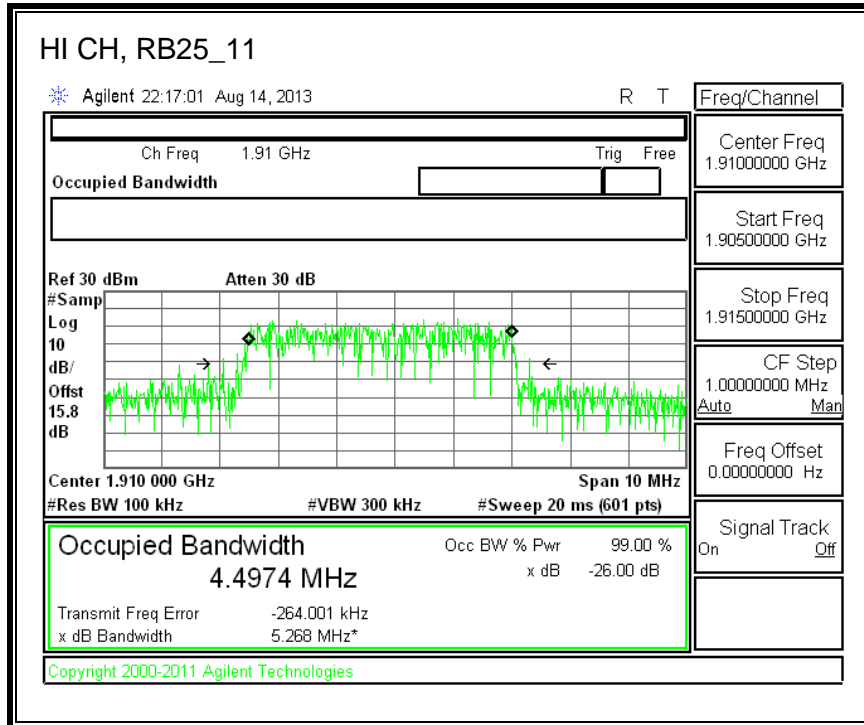 HI CH, RB25_11
Agilent 22:17:01 Aug 14, 2013 R T
Freq/Channel
Ch Freq 1.91 GHz Trig Free
Occupied Bandwidth
Center Freq
1.91000000 GHz
Start Freq
1.90500000 GHz
Stop Freq
1.91500000 GHz
CF Step
1.00000000 MHz
Auto Man
Freq Offset
0.00000000 Hz
Signal Track
On Off
Ref 30 dBm Atten 30 dB
#Samp
Log
10
dB/
Offst
15.8
dB
Center 1.910 000 GHz Span 10 MHz
#Res BW 100 kHz #VBW 300 kHz #Sweep 20 ms (601 pts)
Occupied Bandwidth Occ BW % Pwr 99.00 %
4.4974 MHz x dB -26.00 dB
Transmit Freq Error -264.001 kHz
x dB Bandwidth 5.268 MHz*
Copyright 2000-2011 Agilent Technologies